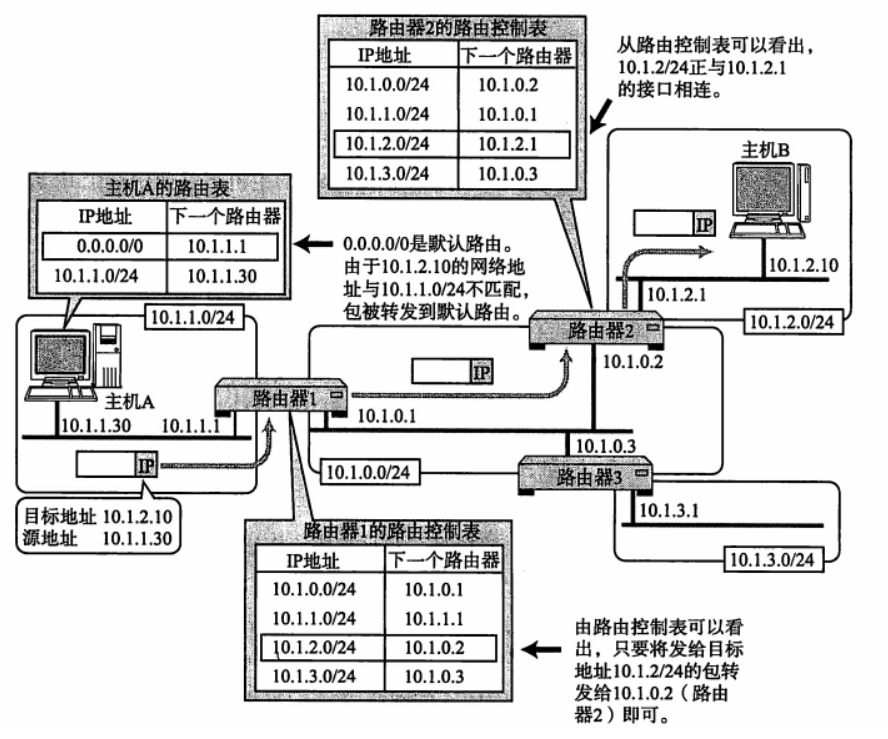 路由器2的路由控制表
IP地址 下一个路由器
10.1.0.0/24 10.1.0.2
10.1.1.0/24 10.1.0.1
10.1.2.0/24 10.1.2.1
10.1.3.0/24 10.1.0.3
从路由控制表可以看出，
10.1.2/24正与10.1.2.1
的接口相连。
主机B
IP
10.1.2.10
10.1.2.1
10.1.2.0/24
主机A的路由表
IP地址 下一个路由器
0.0.0.0/0 10.1.1.1
10.1.1.0/24 10.1.1.30
0.0.0.0/0是默认路由。
由于10.1.2.10的网络地
址与10.1.1.0/24不匹配，
包被转发到默认路由。
10.1.1.0/24
主机A
10.1.1.30
10.1.1.1
IP
目标地址 10.1.2.10
源地址 10.1.1.30
路由器1
10.1.0.1
IP
路由器2
10.1.0.2
10.1.0.3
10.1.0.0/24
路由器3
10.1.3.1
10.1.3.0/24
路由器1的路由控制表
IP地址 下一个路由器
10.1.0.0/24 10.1.0.1
10.1.1.0/24 10.1.1.1
10.1.2.0/24 10.1.0.2
10.1.3.0/24 10.1.0.3
由路由控制表可以看
出，只要将发给目标
地址10.1.2/24的包转
发给10.1.0.2（路由
器2）即可。